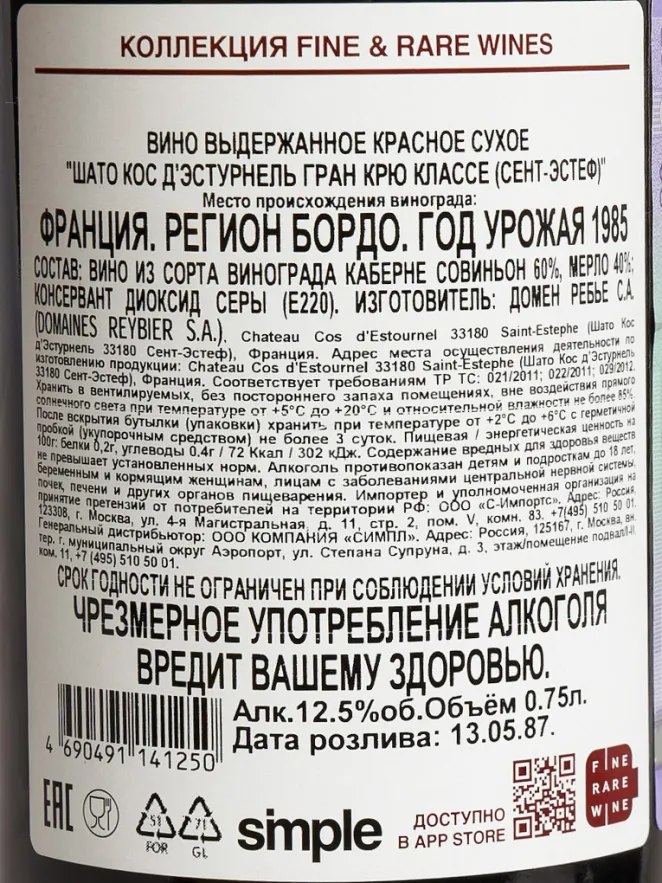 КОЛЛЕКЦИЯ FINE & RARE WINES
ВИНО ВЫДЕРЖАННОЕ КРАСНОЕ СУХОЕ
"ШАТО КОС Д'ЭСТУРНЕЛЬ ГРАН КРЮ КЛАССЕ (СЕНТ-ЭСТЕФ)"
Место происхождения винограда:
ФРАНЦИЯ. РЕГИОН БОРДО. ГОД УРОЖАЯ 1985
СОСТАВ: ВИНО ИЗ СОРТА ВИНОГРАДА КАБЕРНЕ СОВИНЬОН 60%, МЕРЛО 40%;
КОНСЕРВАНТ ДИОКСИД СЕРЫ (Е220). ИЗГОТОВИТЕЛЬ: ДОМЕН РЕБЬЕ С.А.
(DOMAINES REYBIER S.A.), Chateau Cos d'Estournel 33180 Saint-Estephe (Шато Кос
д'Эстурнель 33180 Сент-Эстеф), Франция. Адрес места осуществления деятельности по
изготовлению продукции: Chateau Cos d'Estournel 33180 Saint-Estephe (Шато Кос д'Эстурнель
33180 Сент-Эстеф), Франция. Соответствует требованиям ТР ТС: 021/2011; 022/2011; 029/2012.
Хранить в вентилируемых, без постороннего запаха помещениях, вне воздействия прямого
солнечного света при температуре от +5°С до +20°С и относительной влажности не более 85%.
После вскрытия бутылки (упаковки) хранить при температуре от +2°С до +6°С с герметичной
пробкой (укупорочным средством) не более 3 суток. Пищевая / энергетическая ценность на
100г: белки 0,2г, углеводы 0.4г / 72 Ккал / 302 кДж. Содержание вредных для здоровья веществ
не превышает установленных норм. Алкоголь противопоказан детям и подросткам до 18 лет,
беременным и кормящим женщинам, лицам с заболеваниями центральной нервной системы,
почек, печени и других органов пищеварения. Импортер и уполномоченная организация на
принятие претензий от потребителей на территории РФ: ООО «С-Импортс». Адрес: Россия,
123308, г. Москва, ул. 4-я Магистральная, д. 11, стр. 2, пом. V, комн. 83. +7(495) 510 50 01.
Генеральный дистрибьютор: ООО КОМПАНИЯ «СИМПЛ». Адрес: Россия, 125167, г. Москва, вн.
тер. г. муниципальный округ Аэропорт, ул. Степана Супруна, д. 3, этаж/помещение подвал/I-II,
ком. 11, +7 (495) 510 50 01.
СРОК ГОДНОСТИ НЕ ОГРАНИЧЕН ПРИ СОБЛЮДЕНИИ УСЛОВИЙ ХРАНЕНИЯ.
ЧРЕЗМЕРНОЕ УПОТРЕБЛЕНИЕ АЛКОГОЛЯ
ВРЕДИТ ВАШЕМУ ЗДОРОВЬЮ.
Алк.12.5%об.Объём 0.75л.
Дата розлива: 13.05.87.
4 690491 141250
EAC
51
FOR
71
GL
simple
ДОСТУПНО
В APP STORE
FINE
RARE
WINE